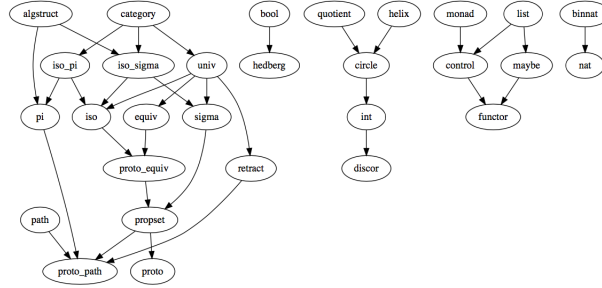 algstruct category bool quotient helix monad list binnat
iso_pi iso_sigma univ hedberg circle control maybe nat
pi iso equiv sigma int functor
proto_equiv retract discor
path propset
proto_path proto